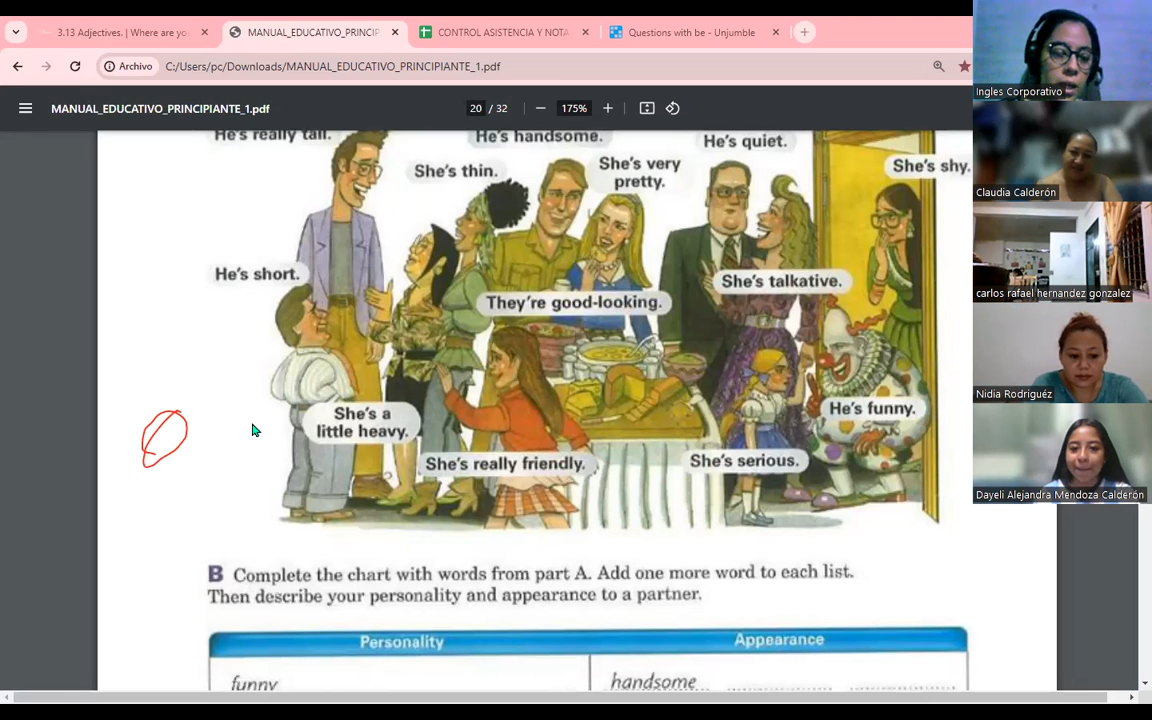 3.13 Adjectives. | Where are yo
MANUAL_EDUCATIVO_PRINCIP
CONTROL ASISTENCIA Y NOTA
Questions with be - Unjumble
Archivo
C:/Users/pc/Downloads/MANUAL_EDUCATIVO_PRINCIPIANTE_1.pdf
MANUAL_EDUCATIVO_PRINCIPIANTE_1.pdf
20 / 32
175%
He's really tall.
He's handsome.
He's quiet.
She's thin.
She's very
pretty.
She's shy.
He's short.
She's talkative.
They're good-looking.
She's a
little heavy.
He's funny.
She's really friendly.
She's serious.
B Complete the chart with words from part A. Add one more word to each list.
Then describe your personality and appearance to a partner.
Personality
Appearance
funny
handsome
Ingles Corporativo
Claudia Calderón
carlos rafael hernandez gonzalez
Nidia Rodriguéz
Dayeli Alejandra Mendoza Calderón